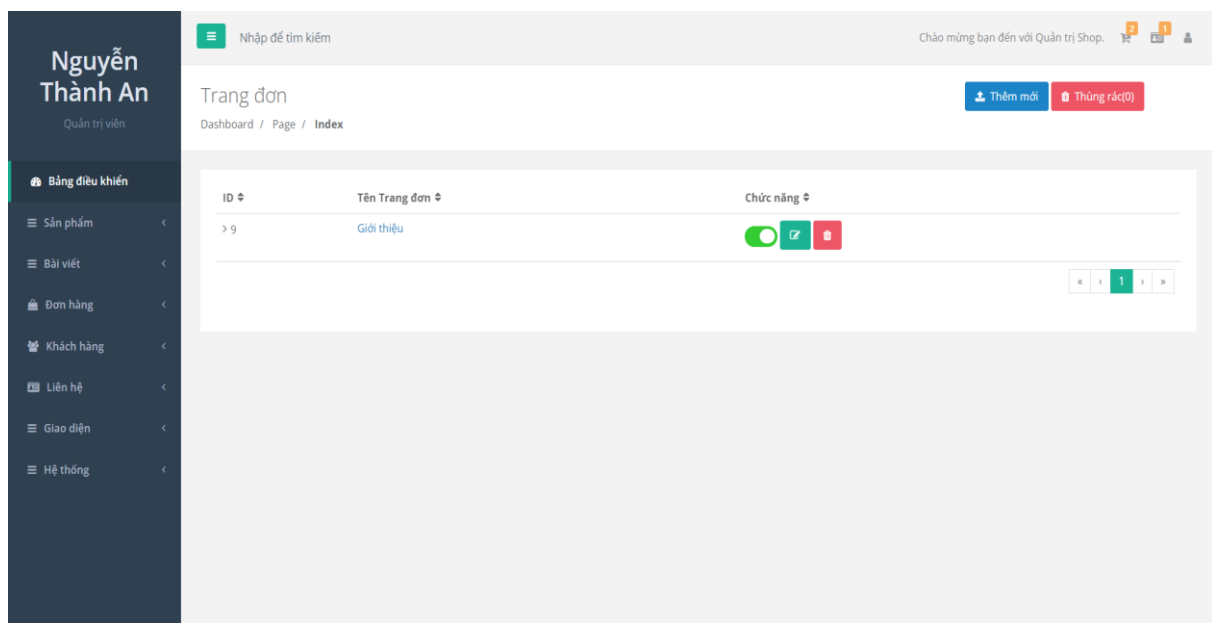 Nguyễn
Thành An
Quản trị viên
Bảng điều khiển
Sản phẩm
Bài viết
Đơn hàng
Khách hàng
Liên hệ
Giao diện
Hệ thống
Nhập để tìm kiếm
Chào mừng bạn đến với Quản trị Shop.
2
1
Trang đơn
Dashboard / Page / Index
Thêm mới
Thùng rác(0)
ID Tên Trang đơn Chức năng
> 9 Giới thiệu
« ‹ 1 › »